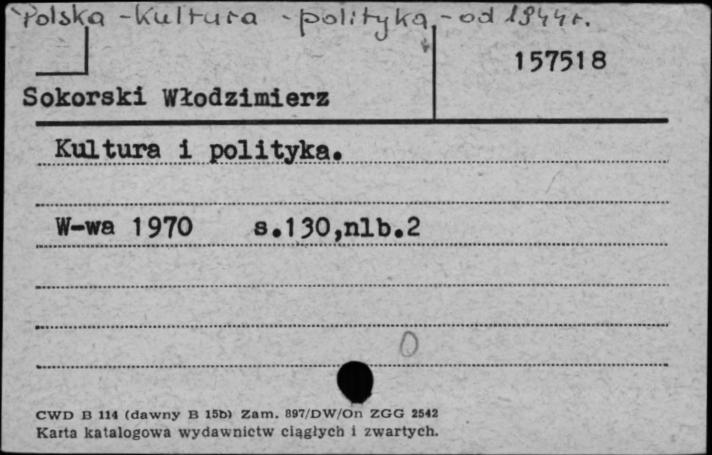 Polska - Kultura - polityka - od 1944r.
157518
Sokorski Włodzimierz
Kultura i polityka.
W-wa 1970 s.130,nlb.2
0
CWD B 114 (dawny B 15b) Zam. 897/DW/On ZGG 2542
Karta katalogowa wydawnictw ciągłych i zwartych.